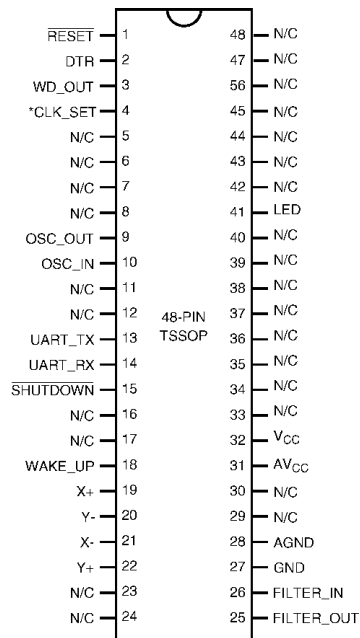 RESET 1 48 N/C
DTR 2 47 N/C
WD_OUT 3 56 N/C
*CLK_SET 4 45 N/C
N/C 5 44 N/C
N/C 6 43 N/C
N/C 7 42 N/C
N/C 8 41 LED
OSC_OUT 9 40 N/C
OSC_IN 10 39 N/C
N/C 11 38 N/C
N/C 12 37 N/C
48-PIN
TSSOP
UART_TX 13 36 N/C
UART_RX 14 35 N/C
SHUTDOWN 15 34 N/C
N/C 16 33 N/C
N/C 17 32 VCC
WAKE_UP 18 31 AVCC
X+ 19 30 N/C
Y- 20 29 N/C
X- 21 28 AGND
Y+ 22 27 GND
N/C 23 26 FILTER_IN
N/C 24 25 FILTER_OUT